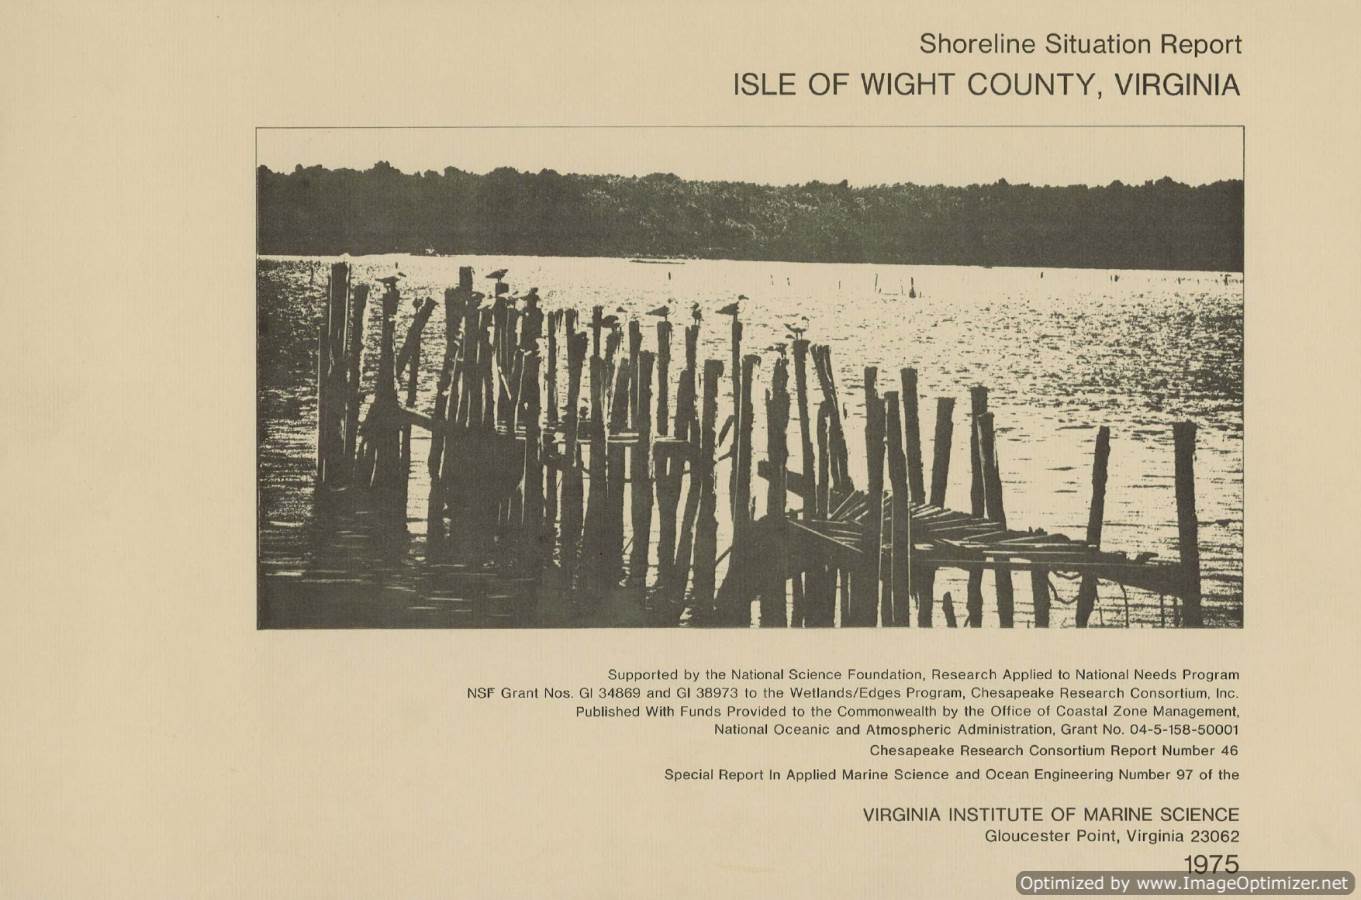 Shoreline Situation Report
ISLE OF WIGHT COUNTY, VIRGINIA
Supported by the National Science Foundation, Research Applied to National Needs Program
NSF Grant Nos. GI 34869 and GI 38973 to the Wetlands/Edges Program, Chesapeake Research Consortium, Inc.
Published With Funds Provided to the Commonwealth by the Office of Coastal Zone Management,
National Oceanic and Atmospheric Administration, Grant No. 04-5-158-50001
Chesapeake Research Consortium Report Number 46
Special Report In Applied Marine Science and Ocean Engineering Number 97 of the
VIRGINIA INSTITUTE OF MARINE SCIENCE
Gloucester Point, Virginia 23062
1975
Optimized by www.ImageOptimizer.net